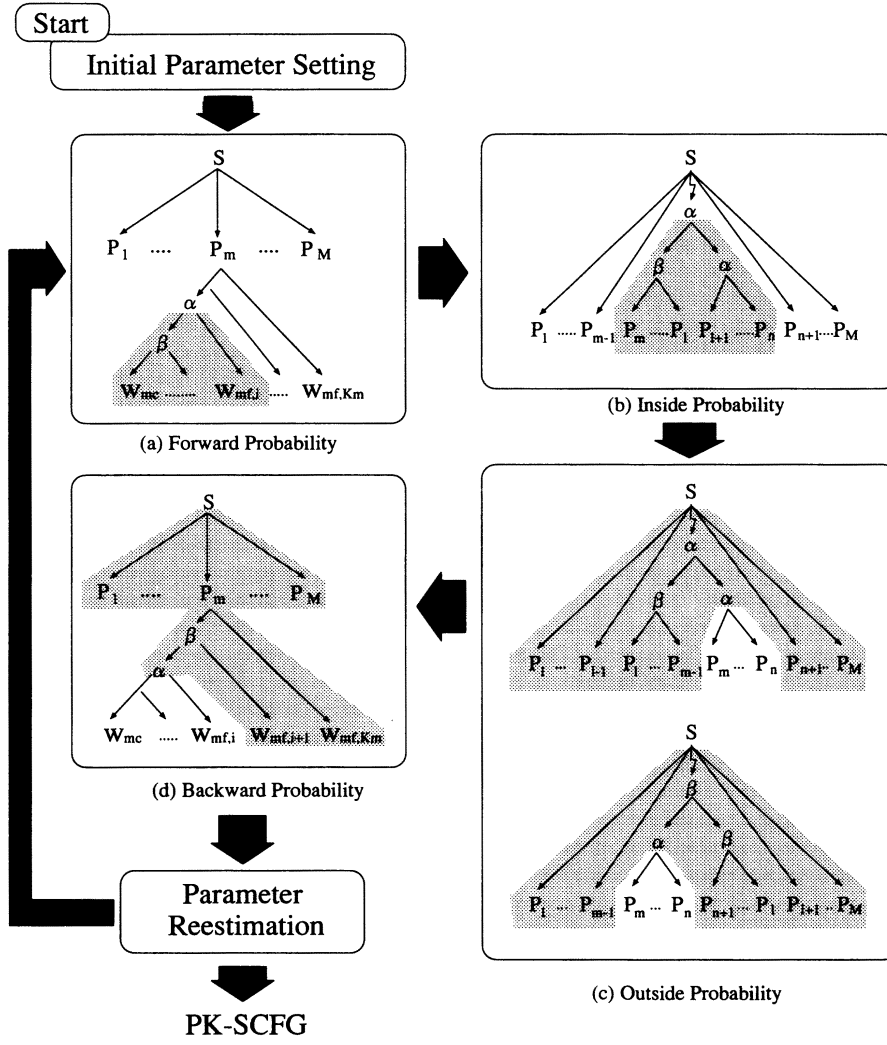 Start
Initial Parameter Setting
S
P1 .... Pm .... PM
α
β
Wmc ........ Wmf,i ..... Wmf,Km
(a) Forward Probability
S
α
β α
P1 ..... Pm-1 Pm ..... Pl Pl+1 .... Pn Pn+1 .... PM
(b) Inside Probability
S
α
β α
Pi ... Pl-1 Pl ... Pm-1 Pm ... Pn Pn+1 .. PM
S
β
α β
Pi ... Pm-1 Pm ... Pn Pn+1 ... Pl Pl+1 .. PM
(c) Outside Probability
S
P1 .... Pm .... PM
β
α
Wmc ..... Wmf,i Wmf,i+1 Wmf,Km
(d) Backward Probability
Parameter
Reestimation
PK-SCFG